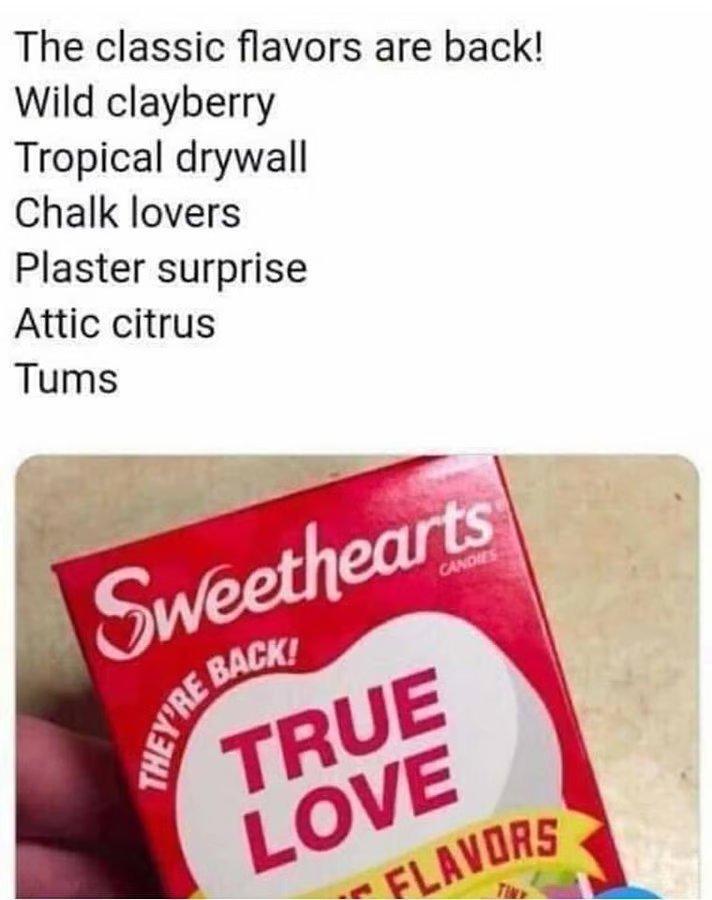 The classic flavors are back!
Wild clayberry
Tropical drywall
Chalk lovers
Plaster surprise
Attic citrus
Tums
Sweethearts
CANDIES
THEY'RE BACK!
TRUE
LOVE
FLAVORS
TINY